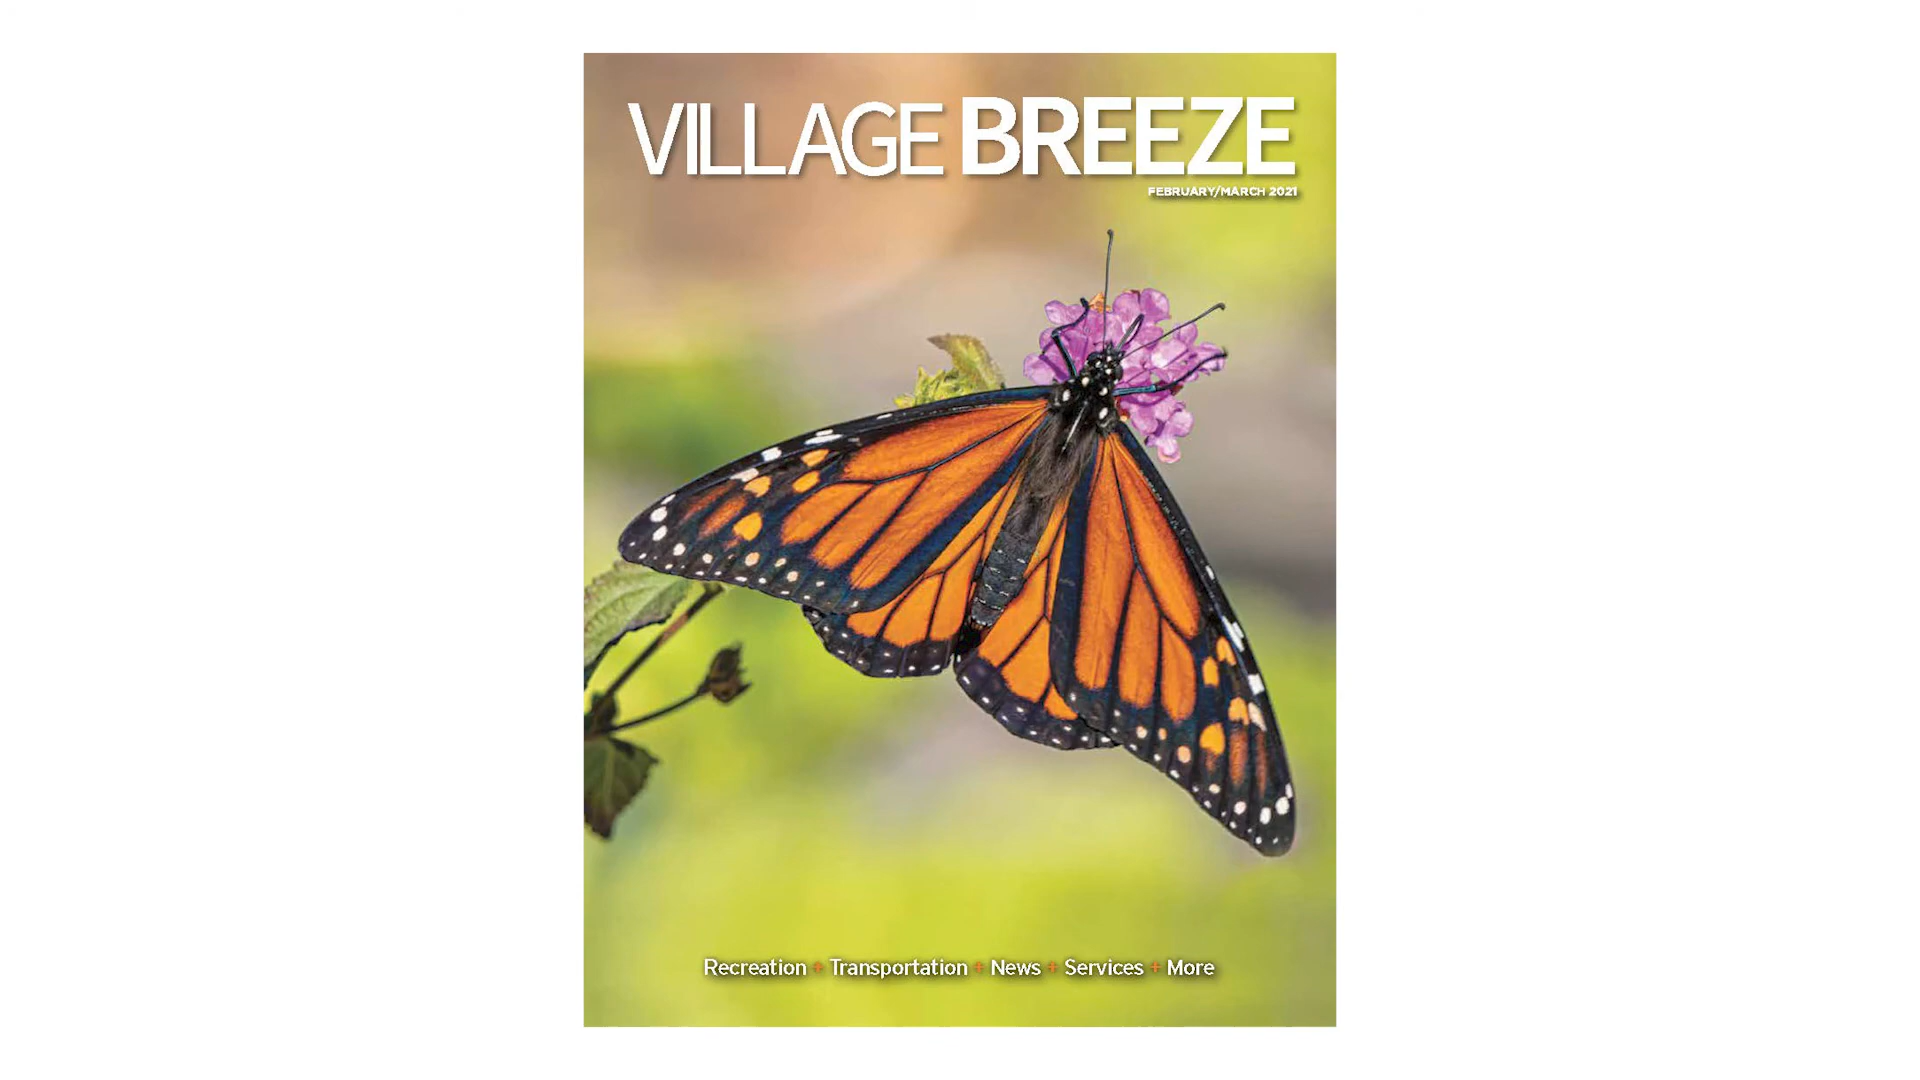 VILLAGE BREEZE
FEBRUARY/MARCH 2021
Recreation + Transportation + News + Services + More